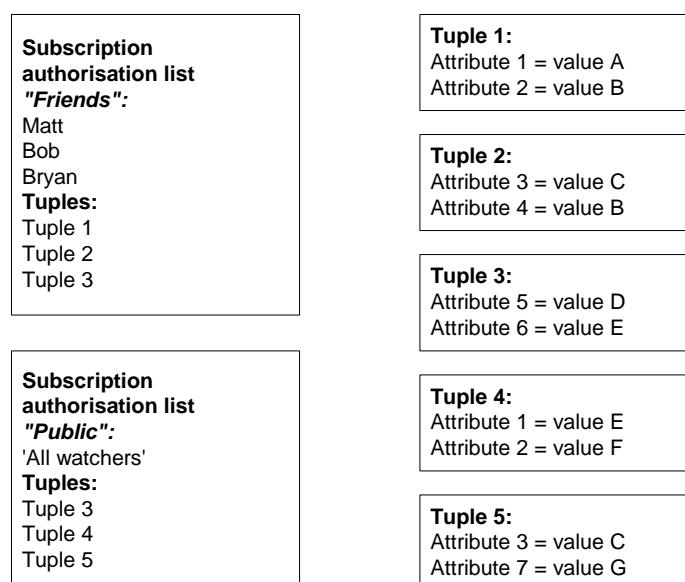 Subscription
authorisation list
"Friends":
Matt
Bob
Bryan
Tuples:
Tuple 1
Tuple 2
Tuple 3
Subscription
authorisation list
"Public":
'All watchers'
Tuples:
Tuple 3
Tuple 4
Tuple 5
Tuple 1:
Attribute 1 = value A
Attribute 2 = value B
Tuple 2:
Attribute 3 = value C
Attribute 4 = value B
Tuple 3:
Attribute 5 = value D
Attribute 6 = value E
Tuple 4:
Attribute 1 = value E
Attribute 2 = value F
Tuple 5:
Attribute 3 = value C
Attribute 7 = value G